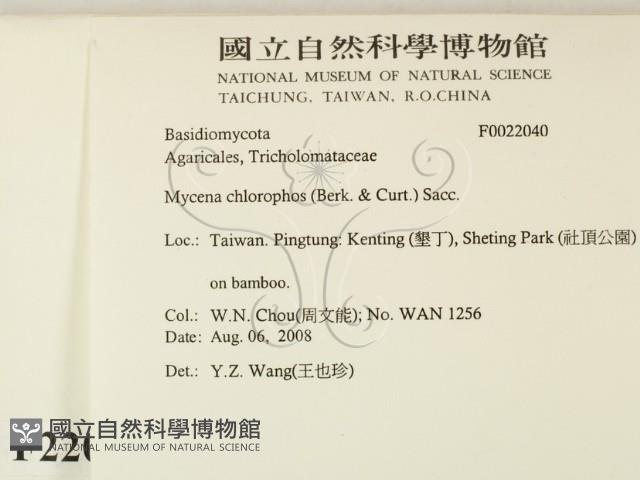 國立自然科學博物館
NATIONAL MUSEUM OF NATURAL SCIENCE
TAICHUNG, TAIWAN, R.O.CHINA
Basidiomycota F0022040
Agaricales, Tricholomataceae
Mycena chlorophos (Berk. & Curt.) Sacc.
Loc.: Taiwan. Pingtung: Kenting (墾丁), Sheting Park (社頂公園)
on bamboo.
Col.: W.N. Chou(周文能); No. WAN 1256
Date: Aug. 06, 2008
Det.: Y.Z. Wang(王也珍)
國立自然科學博物館
NATIONAL MUSEUM OF NATURAL SCIENCE